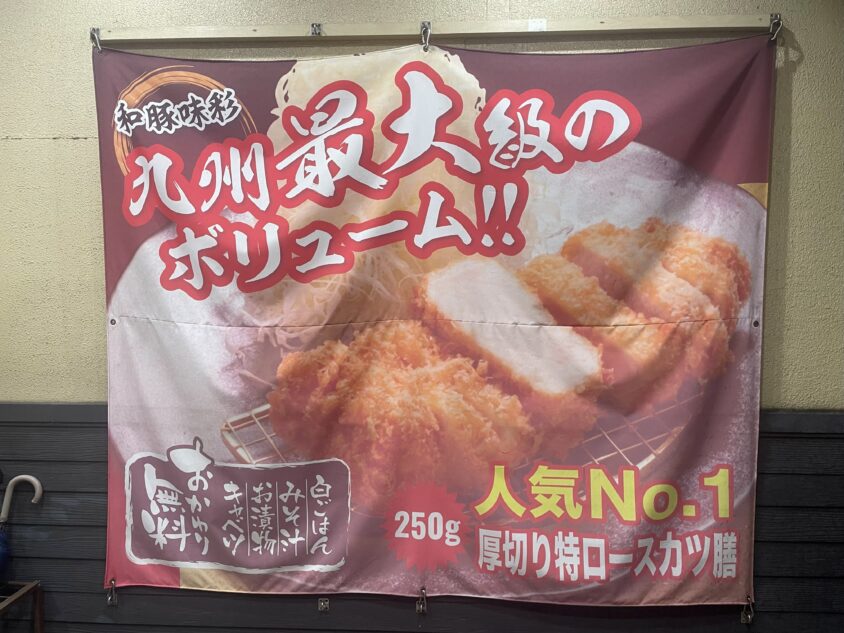 和豚味彩
九州最大級の
ボリューム!!
白ごはん
みそ汁
お漬物
キャベツ
おかわり
無料
250g
人気No.1
厚切り特ロースカツ膳